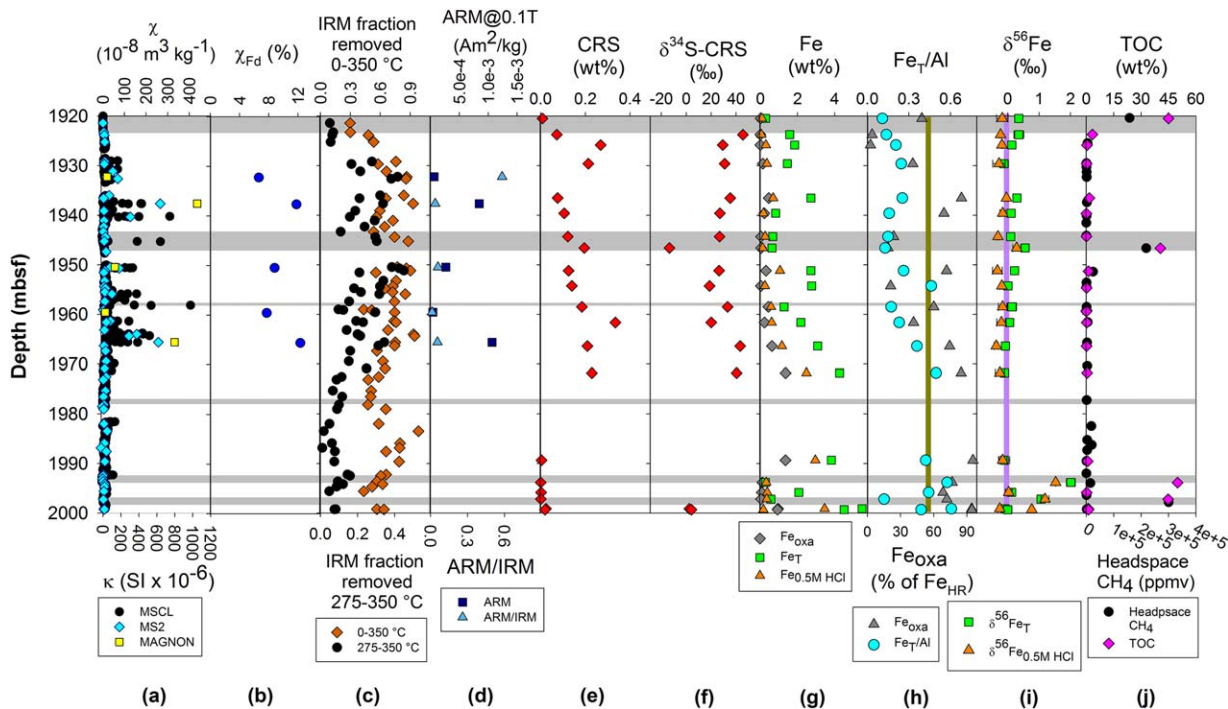 χ
(10⁻⁸ m³ kg⁻¹)
0 100 200 300 400
χFd (%)
0 4 8 12
IRM fraction
removed
0-350 °C
0.0 0.3 0.6 0.9
ARM@0.1T
(Am²/kg)
5.0e-4 1.0e-3 1.5e-3
CRS
(wt%)
0.0 0.2 0.4
δ³⁴S-CRS
(‰)
-20 0 20 40
Fe
(wt%)
0 2 4
FeT/Al
0.0 0.3 0.6
δ⁵⁶Fe
(‰)
0 1 2
TOC
(wt%)
0 15 30 45 60
Depth (mbsf)
1920
1930
1940
1950
1960
1970
1980
1990
2000
0 200 400 600 800 1000 1200
κ (SI x 10⁻⁶)
MSCL
MS2
MAGNON
0.0 0.2 0.4
IRM fraction
removed
275-350 °C
0-350 °C
275-350 °C
0.0 0.3 0.6
ARM/IRM
ARM
ARM/IRM
Feoxa
FeT
Fe0.5M HCl
30 60 90
Feoxa
(% of FeHR)
Feoxa
FeT/Al
δ⁵⁶FeT
δ⁵⁶Fe0.5M HCl
0 1e+5 2e+5 3e+5 4e+5
Headspace
CH4 (ppmv)
Headpsace
CH4
TOC
(a) (b) (c) (d) (e) (f) (g) (h) (i) (j)